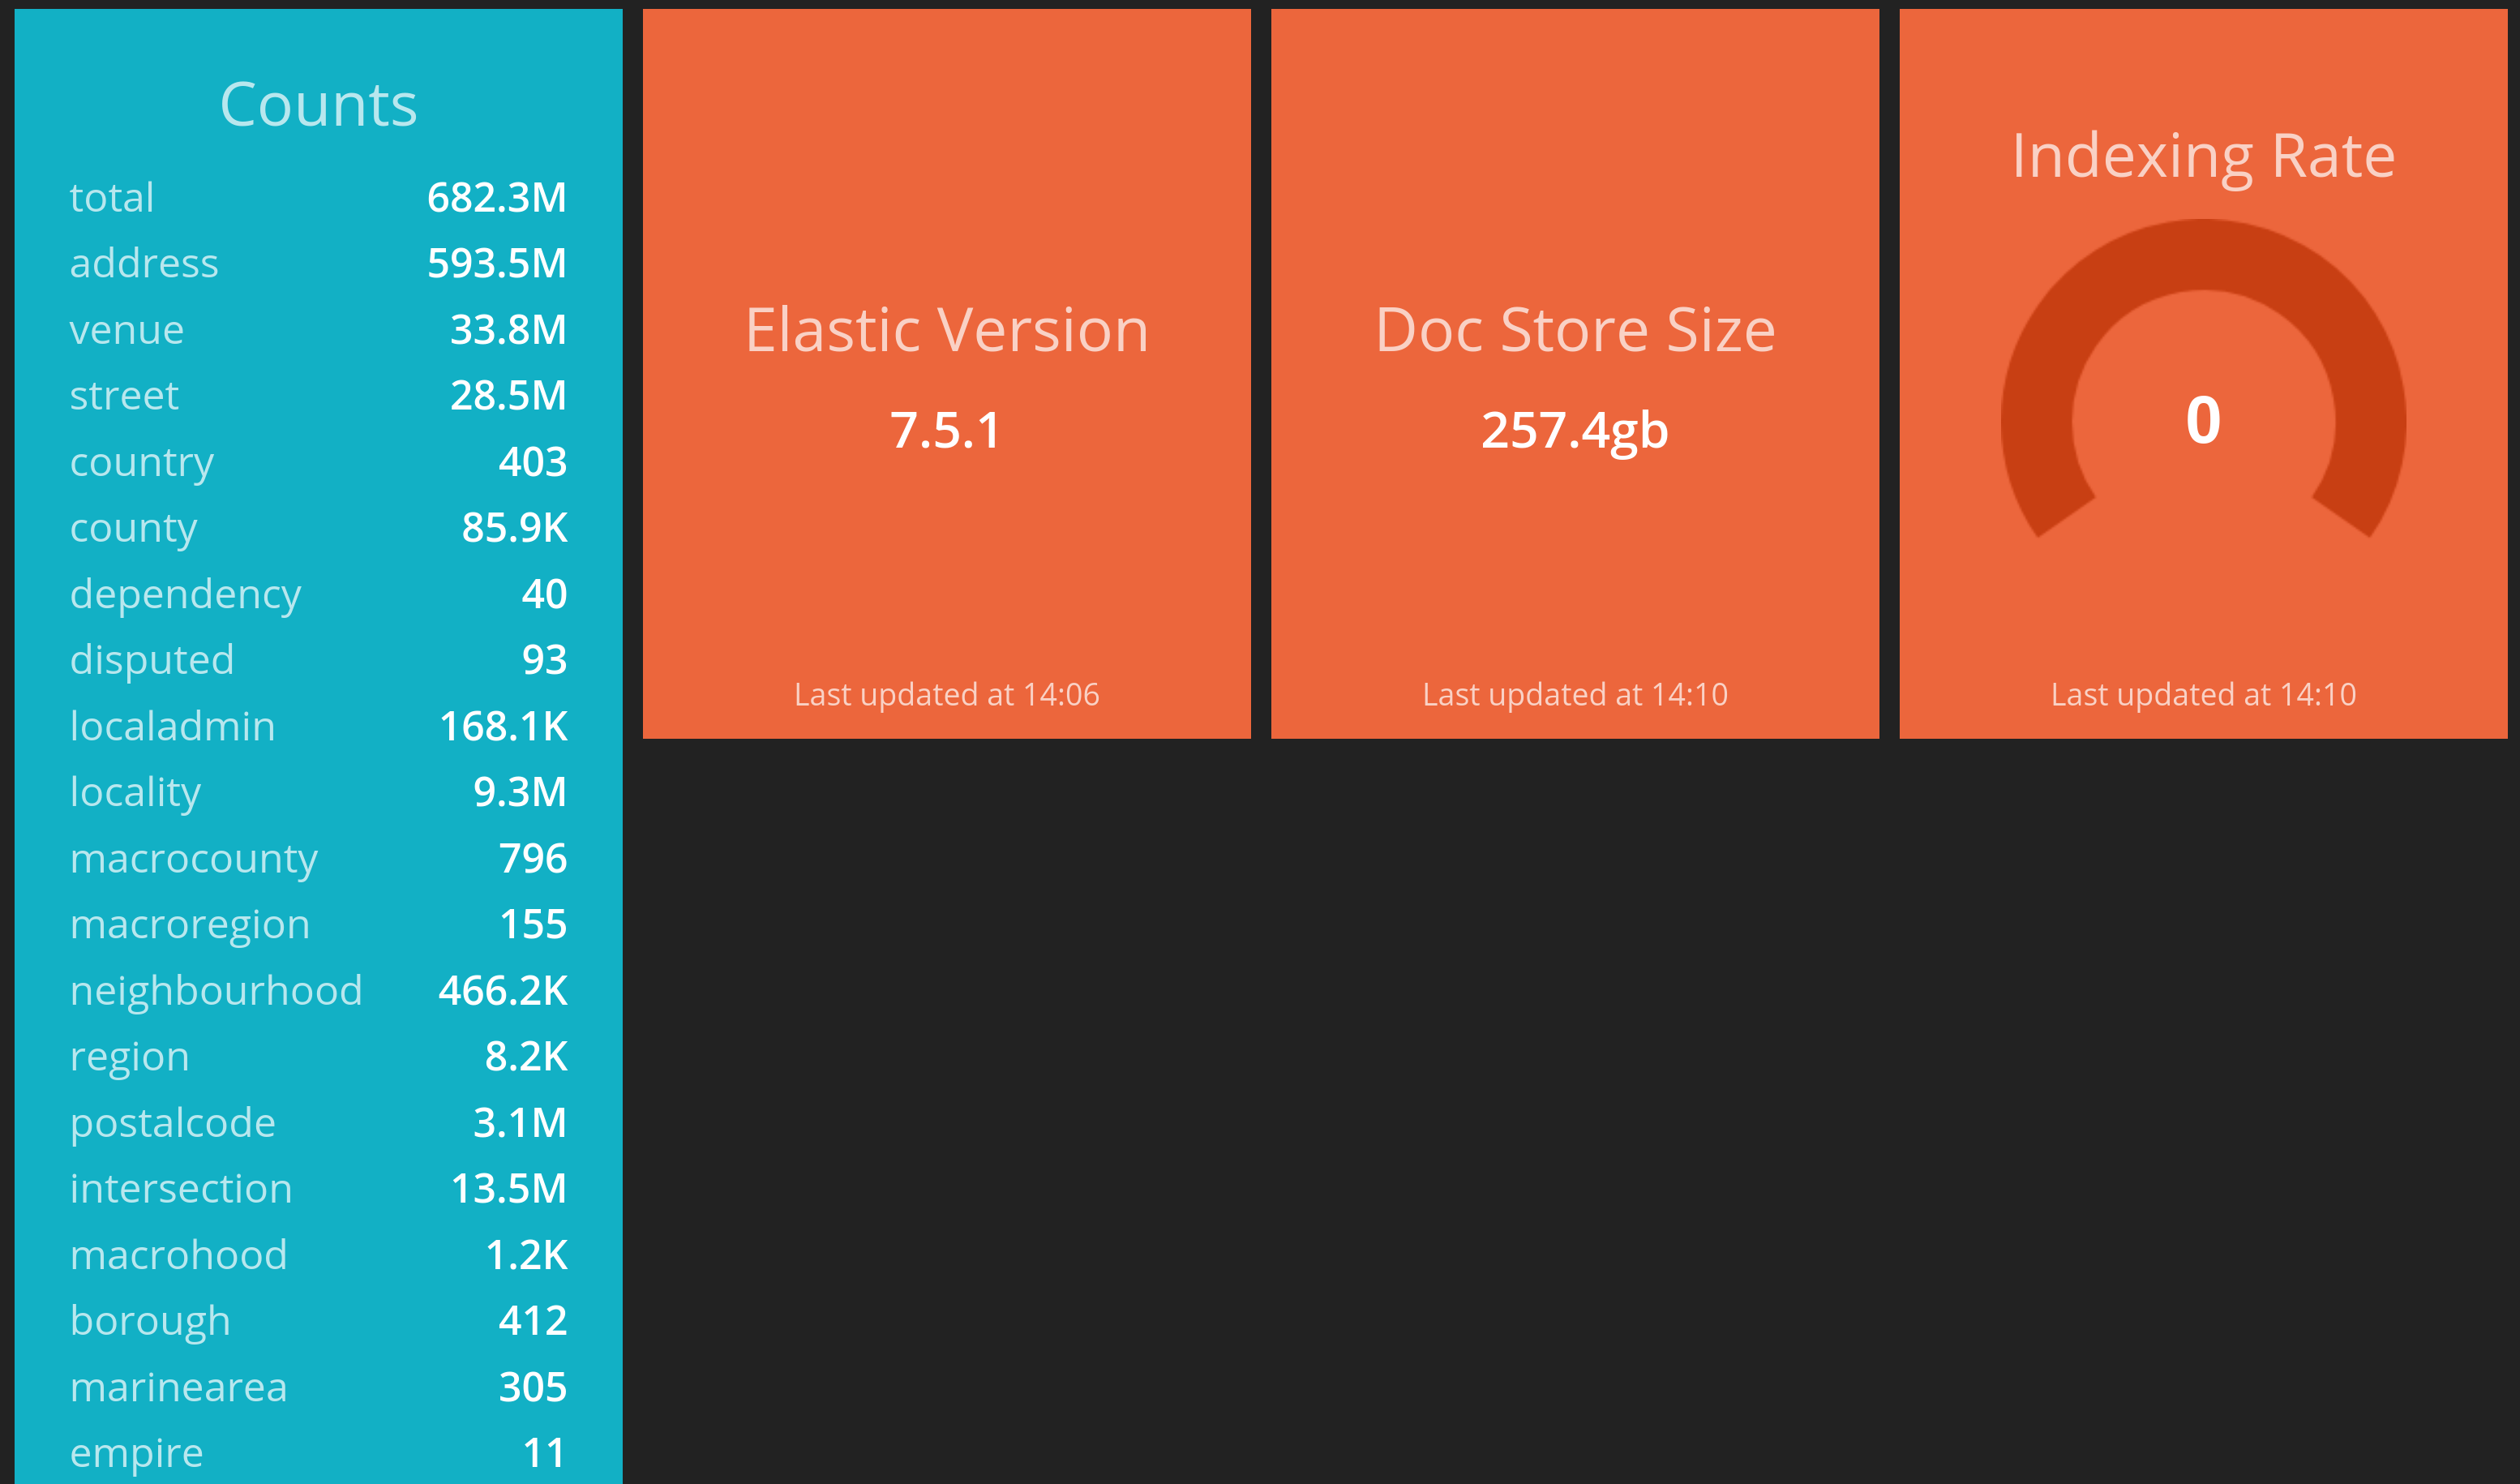 Counts
total 682.3M
address 593.5M
venue 33.8M
street 28.5M
country 403
county 85.9K
dependency 40
disputed 93
localadmin 168.1K
locality 9.3M
macrocounty 796
macroregion 155
neighbourhood 466.2K
region 8.2K
postalcode 3.1M
intersection 13.5M
macrohood 1.2K
borough 412
marinearea 305
empire 11
Elastic Version
7.5.1
Last updated at 14:06
Doc Store Size
257.4gb
Last updated at 14:10
Indexing Rate
0
Last updated at 14:10